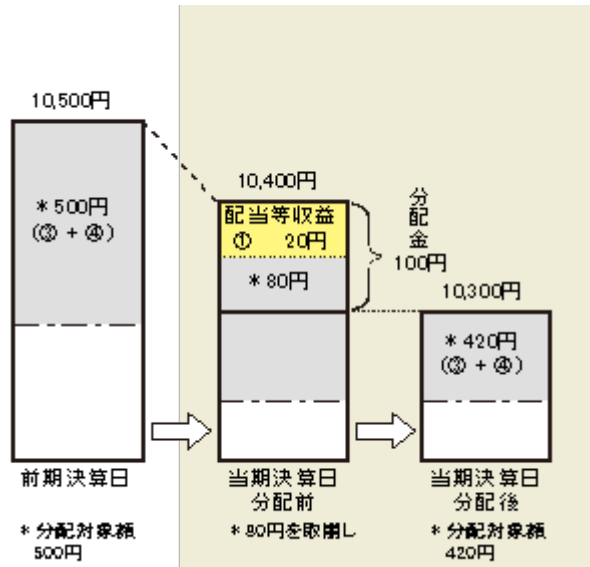 10,500円
*500円
(③ + ④)
前期決算日
*分配対象額
500円
10,400円
配当等収益
① 20円
*80円
分配金
100円
当期決算日
分配前
*80円を取崩し
10,300円
*420円
(③ + ④)
当期決算日
分配後
*分配対象額
420円